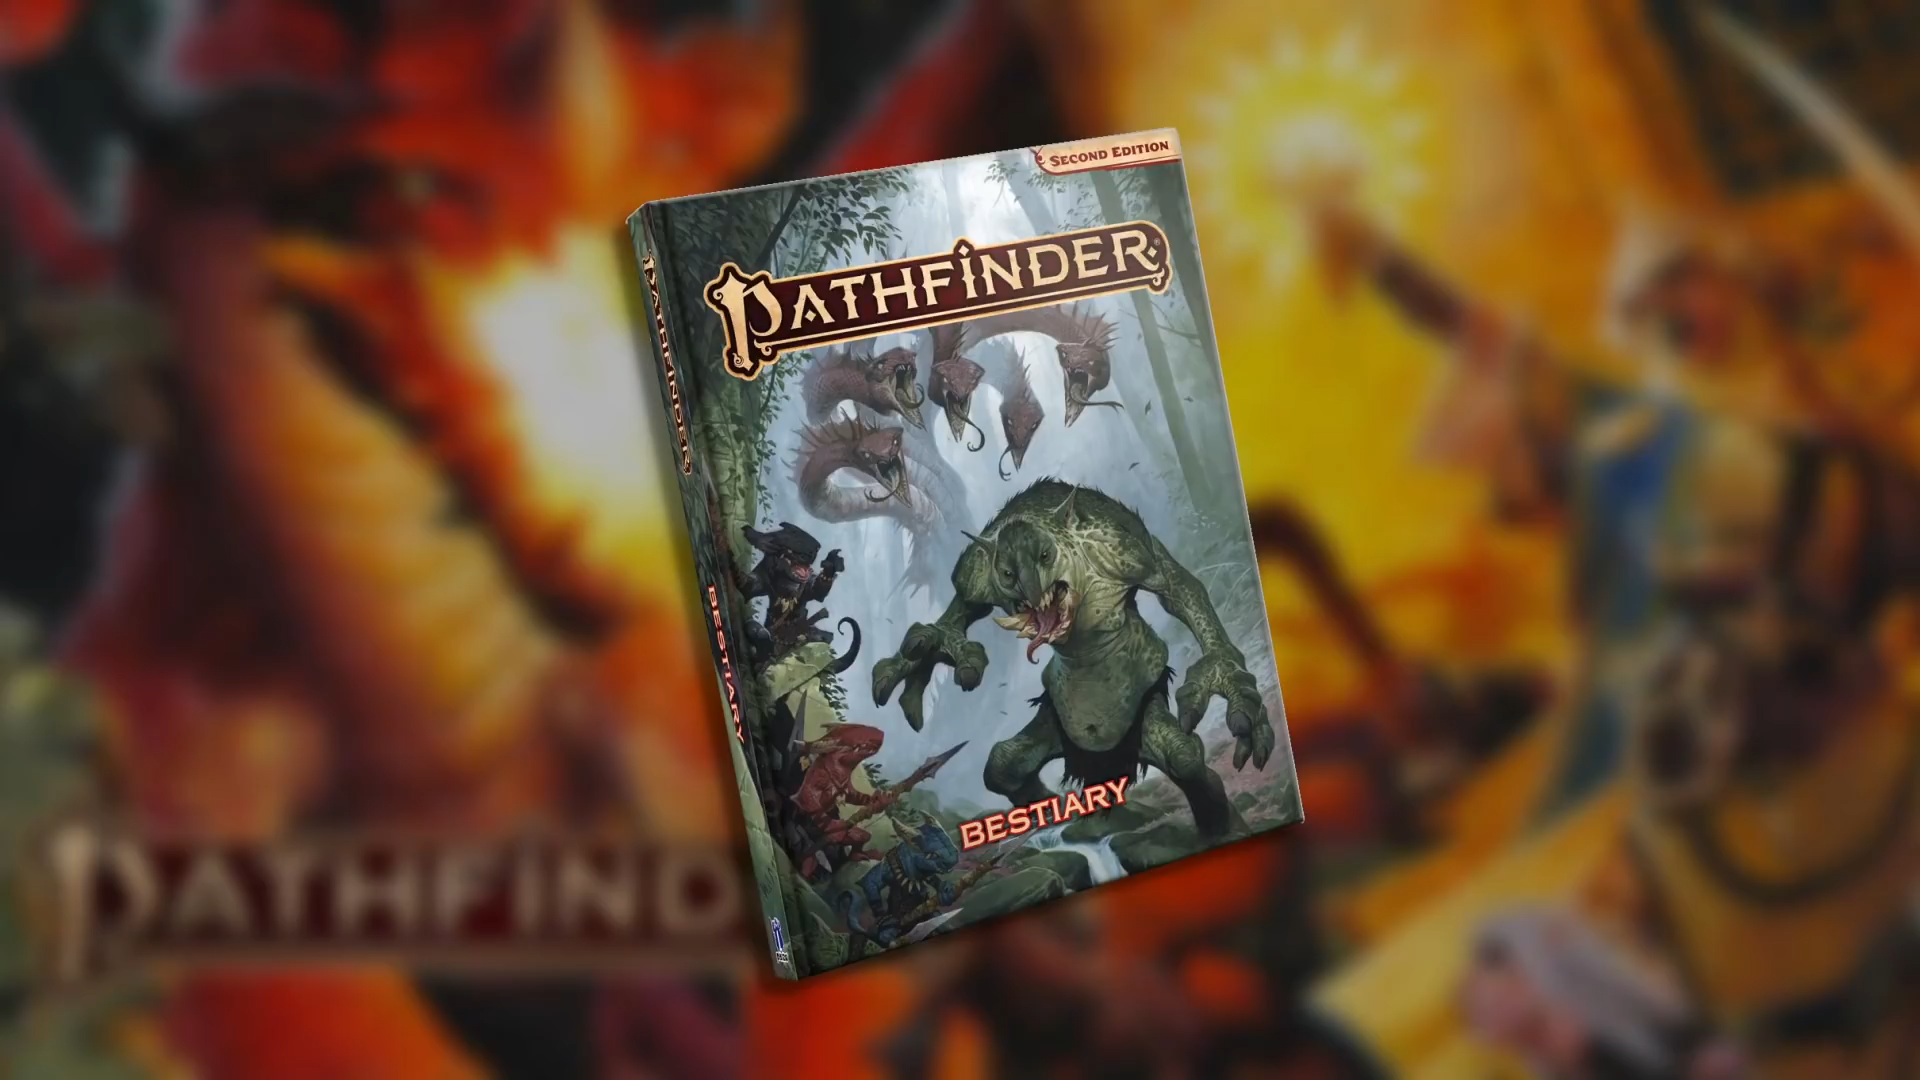 SECOND EDITION
PATHFINDER
PATHFINDER
BESTIARY
BESTIARY
PATHFIND